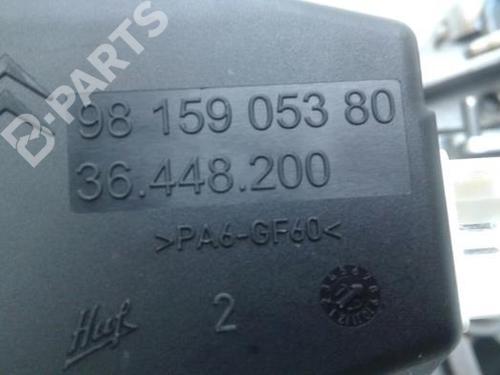 B-PARTS
98 159 053 80
36.448.200
>PA6-GF60<
Huf
2